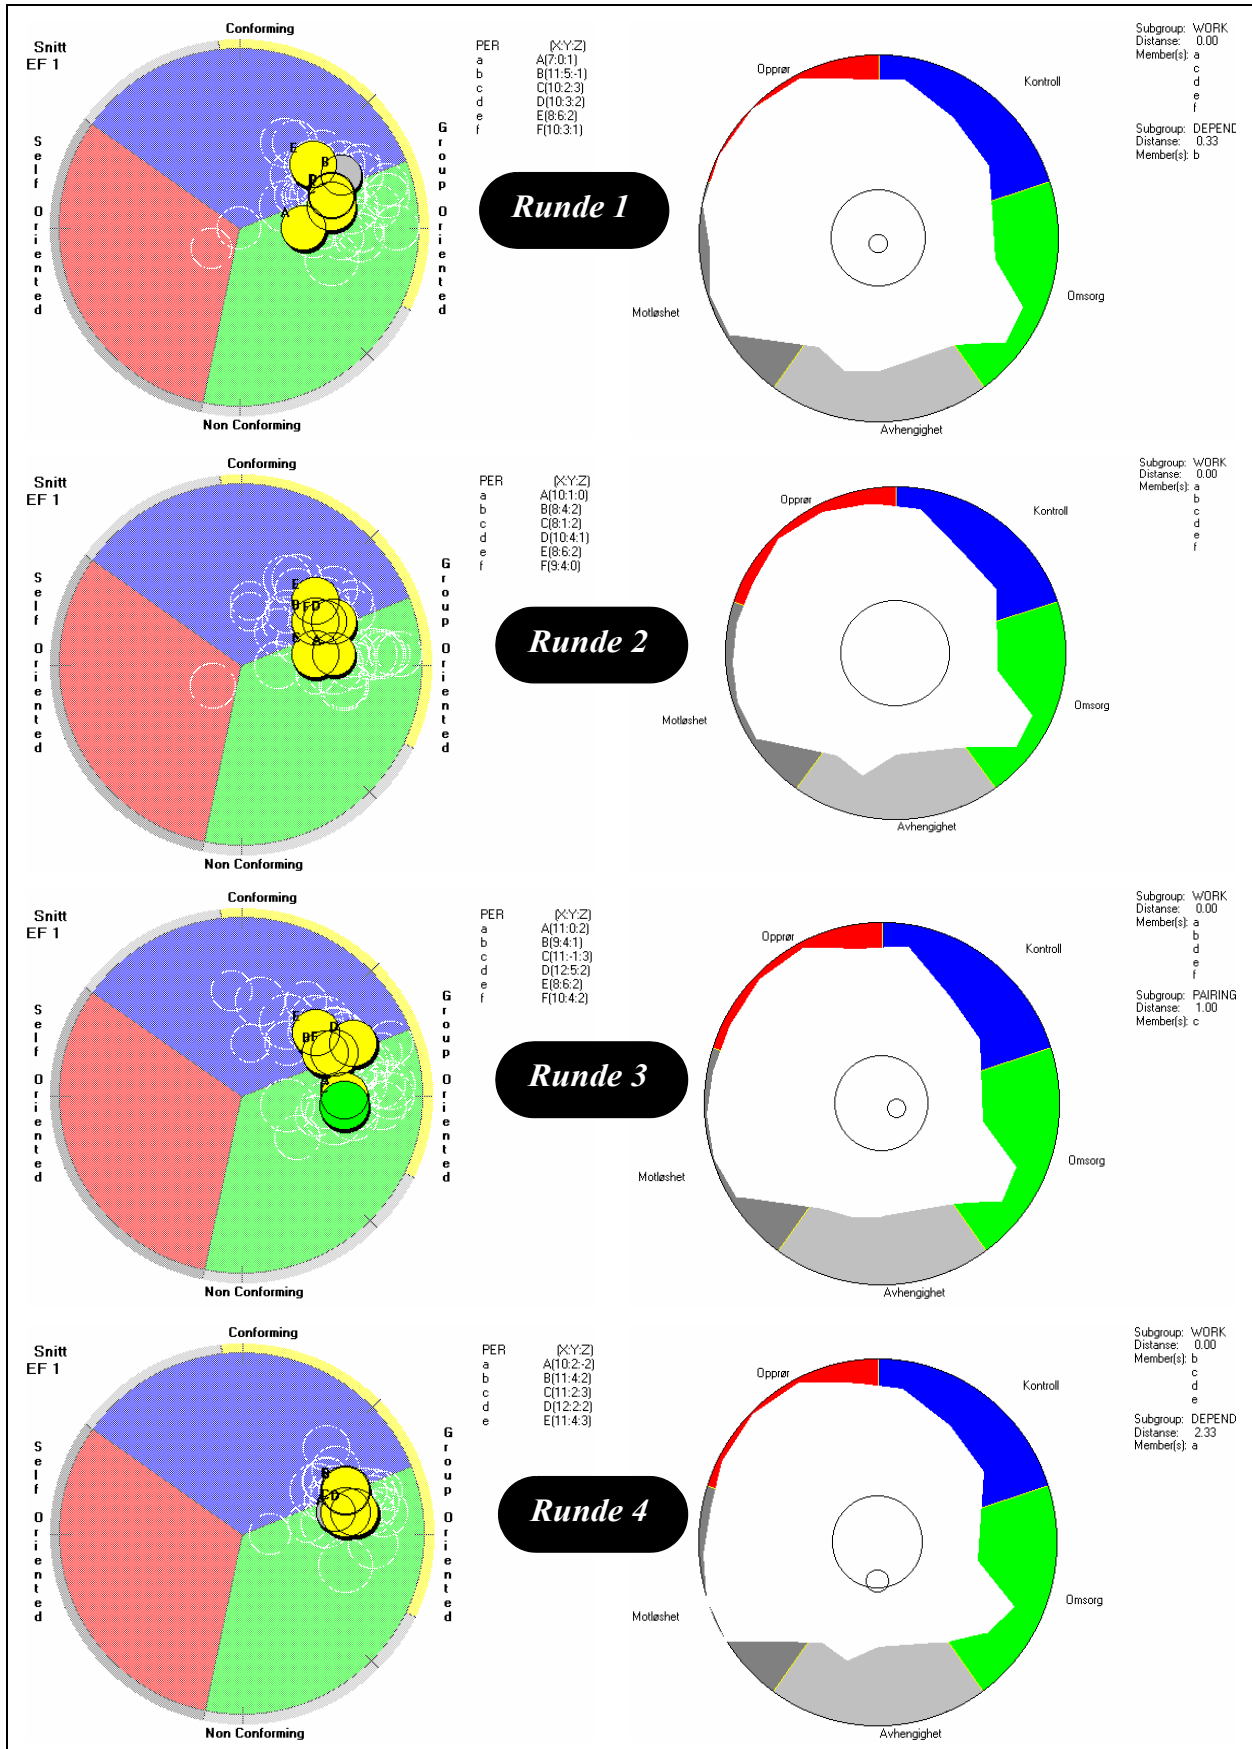 Conforming
Snitt
EF 1
Self Oriented
Group Oriented
E
B
D
A
Non Conforming
PER (X:Y:Z)
a A(7:0:1)
b B(11:5:-1)
c C(10:2:3)
d D(10:3:2)
e E(8:6:2)
f F(10:3:1)
Runde 1
Opprør
Kontroll
Omsorg
Avhengighet
Motløshet
Subgroup: WORK
Distanse: 0.00
Member(s): a
c
d
e
f
Subgroup: DEPEND
Distanse: 0.33
Member(s): b
Conforming
Snitt
EF 1
Self Oriented
Group Oriented
E
B F D
A
Non Conforming
PER (X:Y:Z)
a A(10:1:0)
b B(8:4:2)
c C(8:1:2)
d D(10:4:1)
e E(8:6:2)
f F(9:4:0)
Runde 2
Opprør
Kontroll
Omsorg
Avhengighet
Motløshet
Subgroup: WORK
Distanse: 0.00
Member(s): a
b
c
d
e
f
Conforming
Snitt
EF 1
Self Oriented
Group Oriented
E
D
B F
Non Conforming
PER (X:Y:Z)
a A(11:0:2)
b B(9:4:1)
c C(11:-1:3)
d D(12:5:2)
e E(8:6:2)
f F(10:4:2)
Runde 3
Opprør
Kontroll
Omsorg
Avhengighet
Motløshet
Subgroup: WORK
Distanse: 0.00
Member(s): a
b
d
e
f
Subgroup: PAIRING
Distanse: 1.00
Member(s): c
Conforming
Snitt
EF 1
Self Oriented
Group Oriented
B
C D
Non Conforming
PER (X:Y:Z)
a A(10:2:-2)
b B(11:4:2)
c C(11:2:3)
d D(12:2:2)
e E(11:4:3)
Runde 4
Opprør
Kontroll
Omsorg
Avhengighet
Motløshet
Subgroup: WORK
Distanse: 0.00
Member(s): b
c
d
e
Subgroup: DEPEND
Distanse: 2.33
Member(s): a